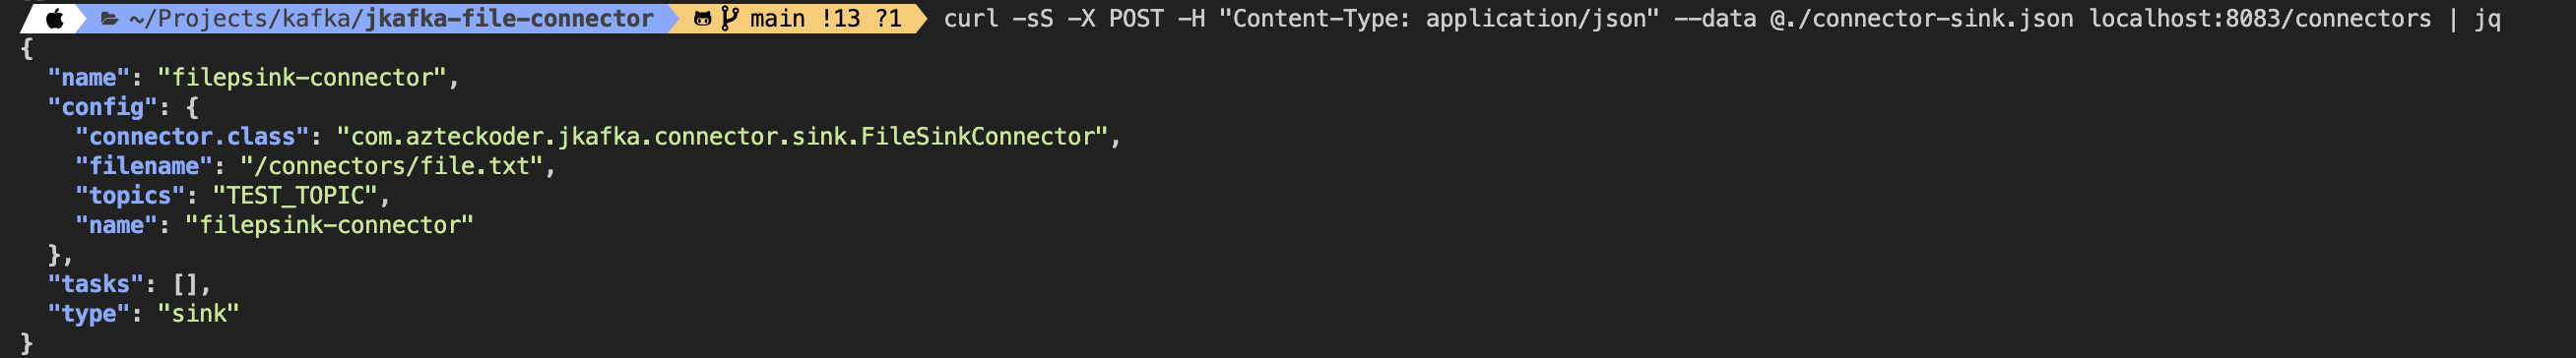 ~/Projects/kafka/jkafka-file-connector main !13 ?1 curl -sS -X POST -H "Content-Type: application/json" --data @./connector-sink.json localhost:8083/connectors | jq
{
  "name": "filepsink-connector",
  "config": {
    "connector.class": "com.azteckoder.jkafka.connector.sink.FileSinkConnector",
    "filename": "/connectors/file.txt",
    "topics": "TEST_TOPIC",
    "name": "filepsink-connector"
  },
  "tasks": [],
  "type": "sink"
}